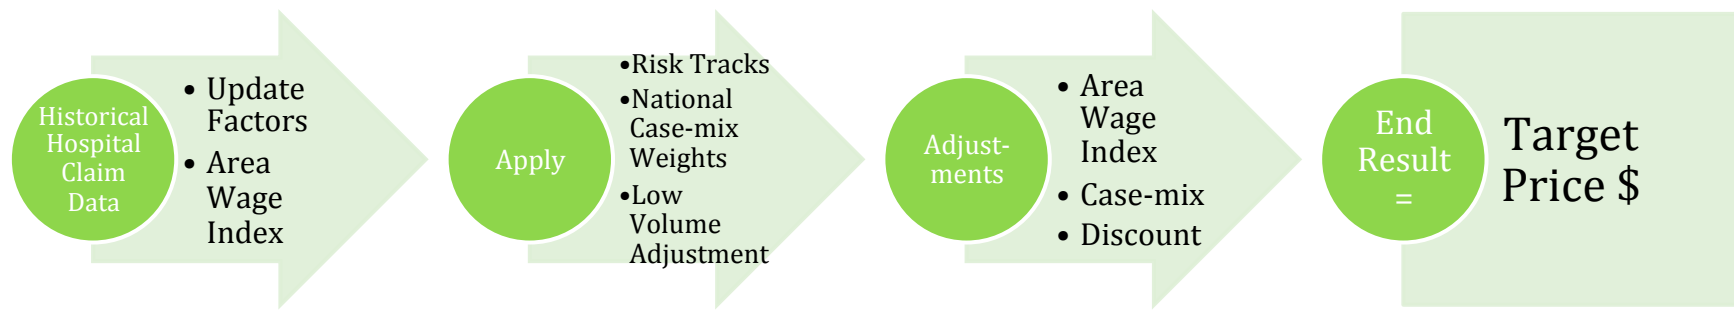 Historical
Hospital
Claim
Data
• Update
Factors
• Area
Wage
Index
Apply
•Risk Tracks
•National
Case-mix
Weights
•Low
Volume
Adjustment
Adjust-
ments
• Area
Wage
Index
• Case-mix
• Discount
End
Result
=
Target
Price $